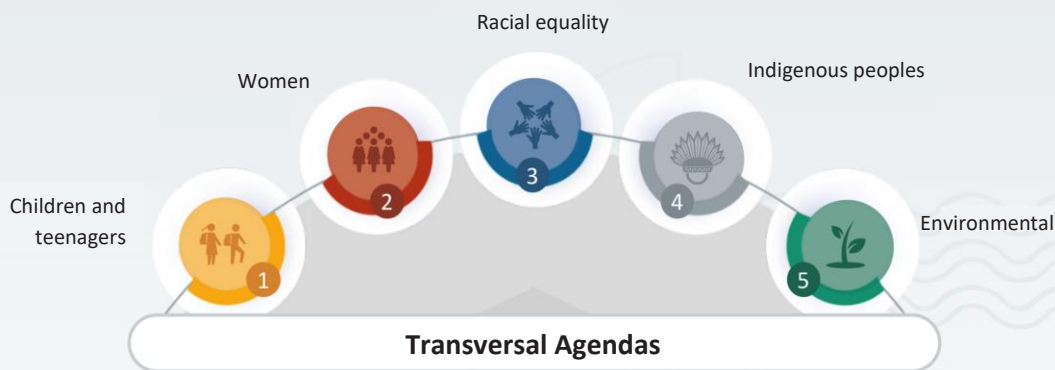 Racial equality
Women
Indigenous peoples
Children and
teenagers
Environmental
1
2
3
4
5
Transversal Agendas